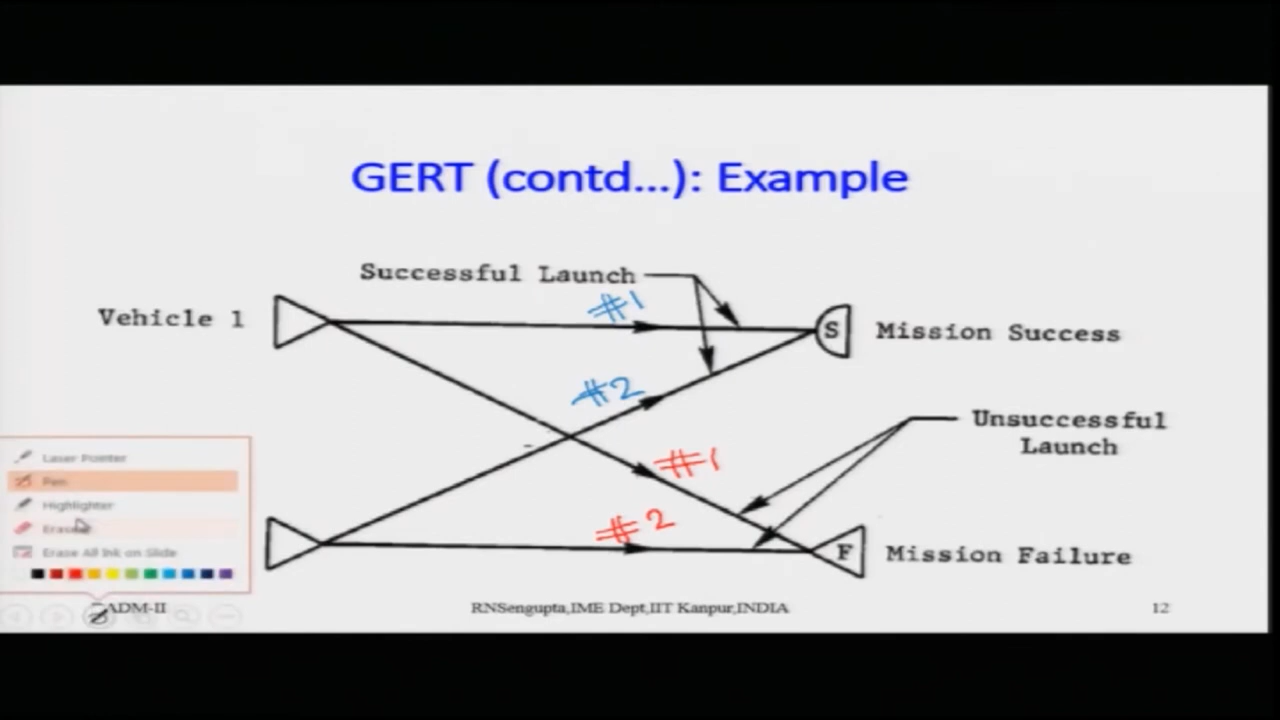 GERT (contd...): Example
Successful Launch
#1
Vehicle 1
S
Mission Success
#2
Unsuccessful
Launch
#1
#2
F
Mission Failure
Laser Pointer
Pen
Highlighter
Eraser
Erase All Ink on Slide
ADM-II
RNSengupta,IME Dept,IIT Kanpur,INDIA
12